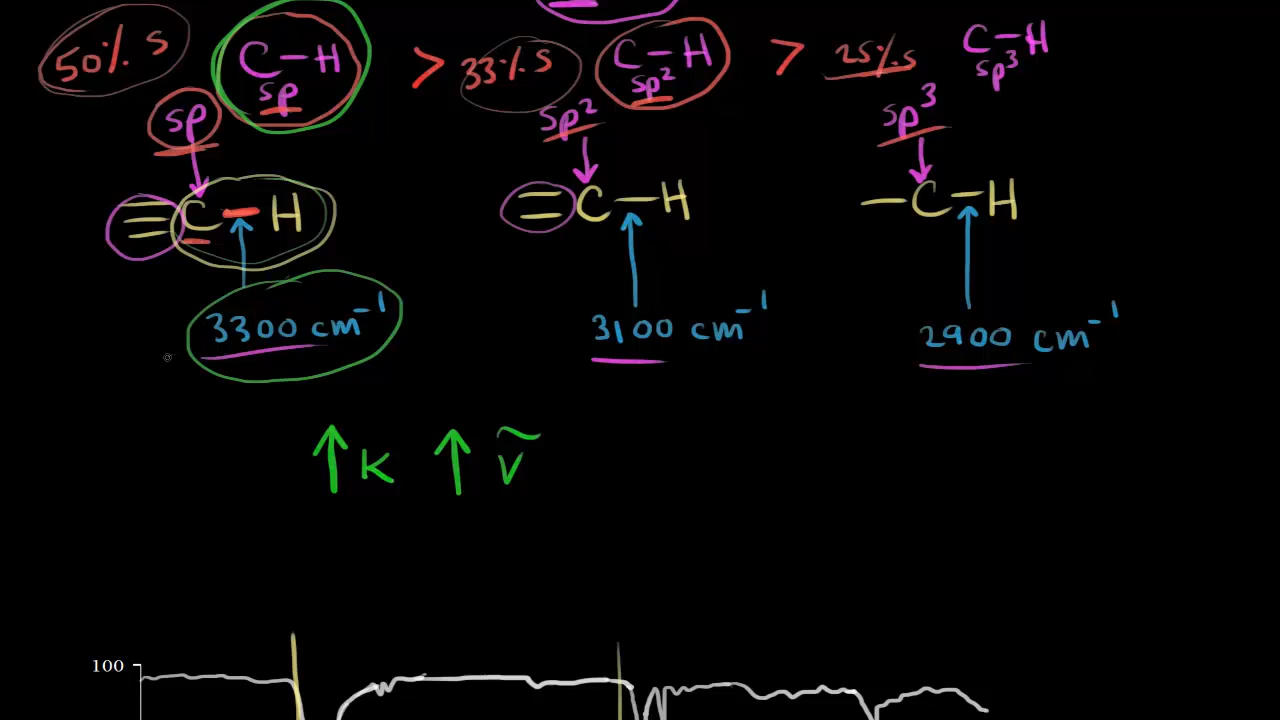 50% s C-H > 33% s C-H > 25% s C-H
sp sp²  sp³
sp sp² sp³
≡C-H =C-H -C-H
3300 cm⁻¹ 3100 cm⁻¹ 2900 cm⁻¹
↑K ↑ṽ
100